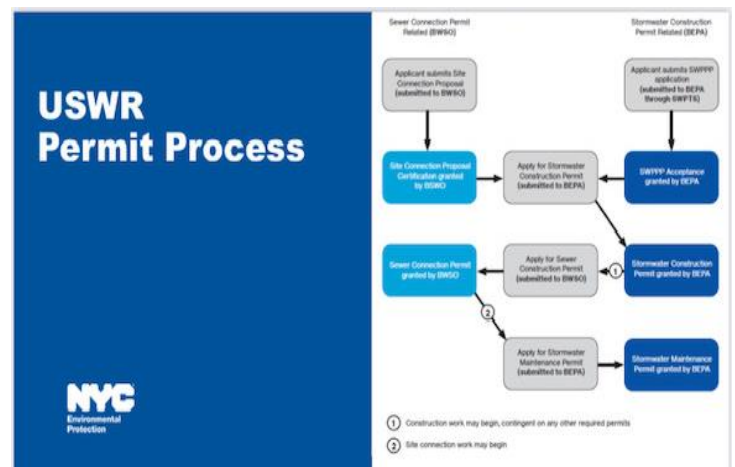 USWR
Permit Process
NYC
Environmental
Protection
Sewer Connection Permit
Related (BWSO)
Stormwater Construction
Permit Related (BEPA)
Applicant submits Site
Connection Proposal
(submitted to BWSO)
Applicant submits SWPPP
application
(submitted to BEPA
through SWPTS)
Site Connection Proposal
Certification granted
by BSWO
Apply for Stormwater
Construction Permit
(submitted to BEPA)
SWPPP Acceptance
granted by BEPA
Sewer Connection Permit
granted by BWSO
Apply for Sewer
Construction Permit
(submitted to BWSO)
1
Stormwater Construction
Permit granted by BEPA
2
Apply for Stormwater
Maintenance Permit
(submitted to BEPA)
Stormwater Maintenance
Permit granted by BEPA
1 Construction work may begin, contingent on any other required permits
2 Site connection work may begin